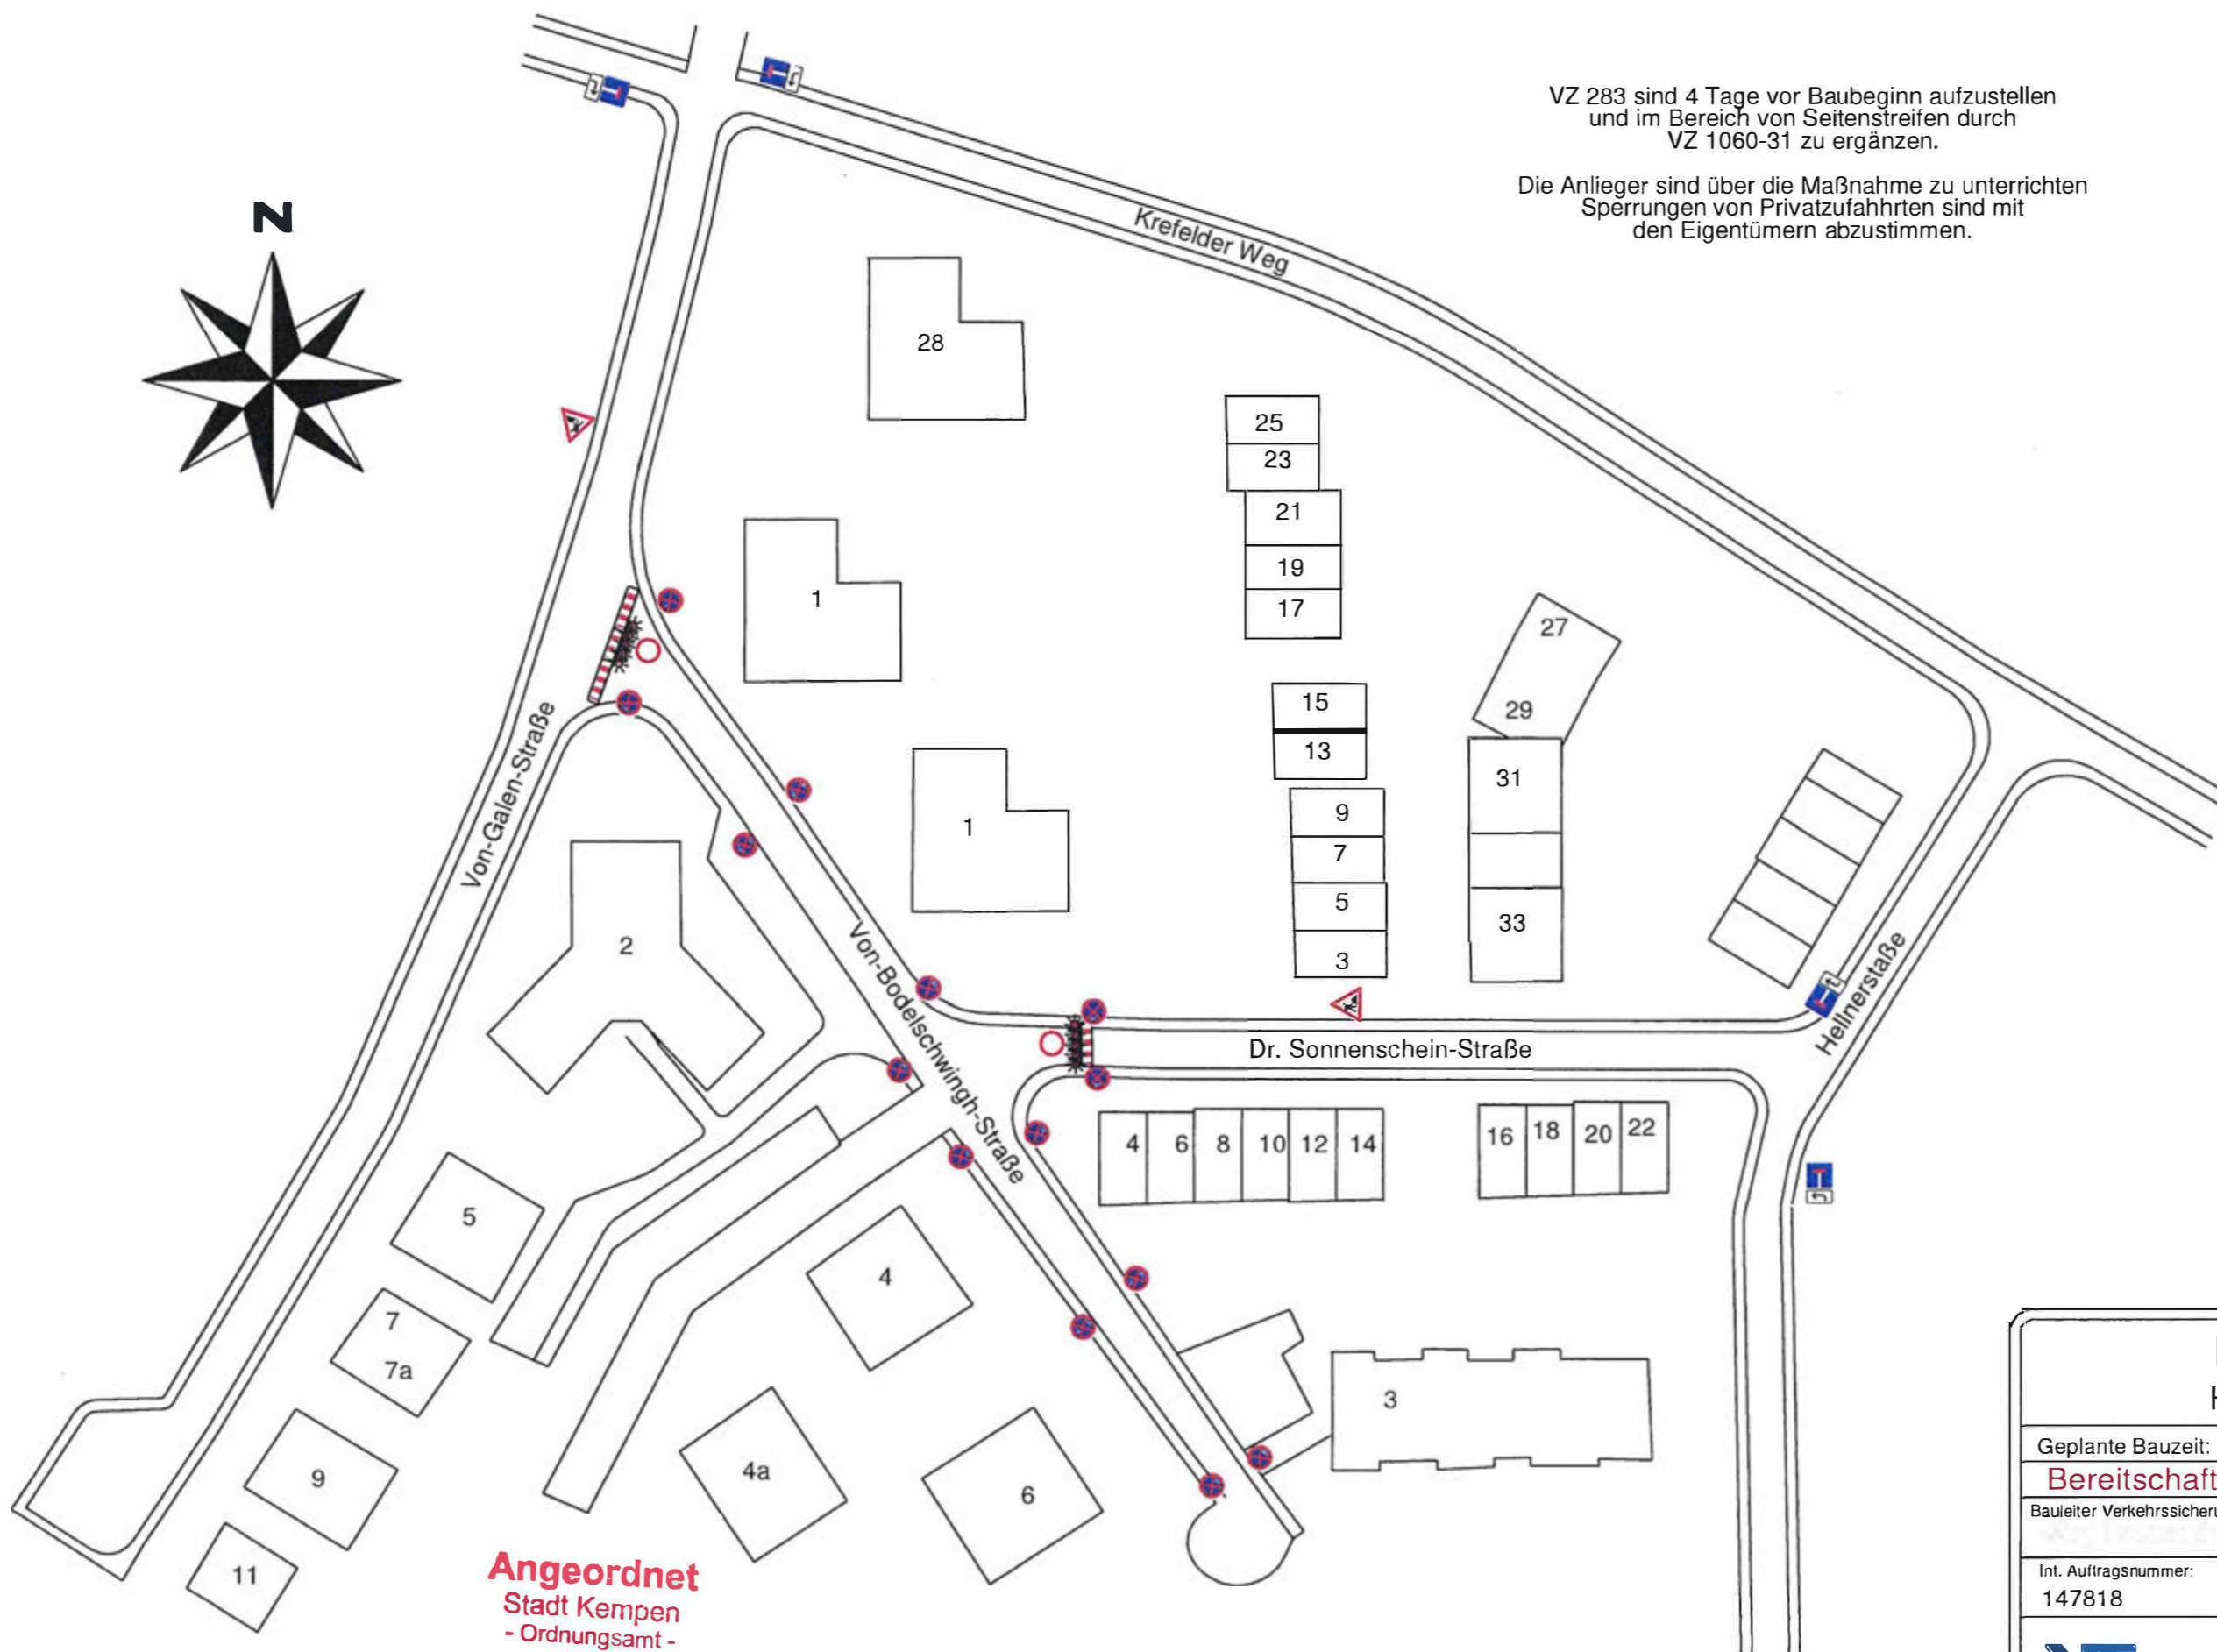 VZ 283 sind 4 Tage vor Baubeginn aufzustellen
und im Bereich von Seitenstreifen durch
VZ 1060-31 zu ergänzen.
Die Anlieger sind über die Maßnahme zu unterrichten
Sperrungen von Privatzufahhrten sind mit
den Eigentümern abzustimmen.
N
Krefelder Weg
28
25
23
21
19
17
1
27
29
15
13
31
Von-Galen-Straße
9
7
1
5
33
2
3
Von-Bodelschwingh-Straße
Hellnerstaße
Dr. Sonnenschein-Straße
4 6 8 10 12 14
16 18 20 22
5
4
7
7a
3
9
4a
6
11
Geplante Bauzeit:
Bereitschaft
Bauleiter Verkehrssicheru
Int. Auftragsnummer:
147818
Angeordnet
Stadt Kempen
- Ordnungsamt -